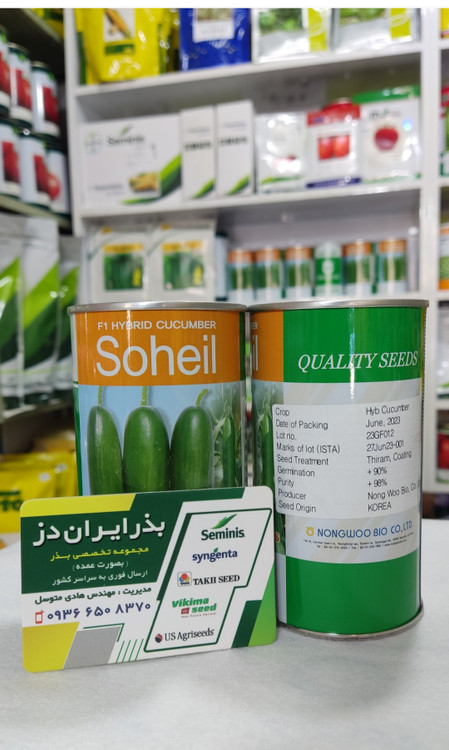 Seminis
F1 HYBRID CUCUMBER
Soheil
QUALITY SEEDS
Crop Hyb Cucumber
Date of Packing June, 2023
Lot no. 23GF012
Marks of lot (ISTA) 27Jun23-001
Seed Treatment Thiram, Coating
Germination + 90%
Purity + 98%
Producer Nong Woo Bio. Co.,
Seed Origin KOREA
NONGWOO BIO CO., LTD.
بذر ایران دز
مجموعه تخصصی بذر
(بصورت عمده)
ارسال فوری به سراسر کشور
مدیریت : مهندس هادی متوسل
۰۹۳۶ ۶۵۰ ۸۳۷۰
Seminis
syngenta
TAKII SEED
Vikima
seed
US Agriseeds